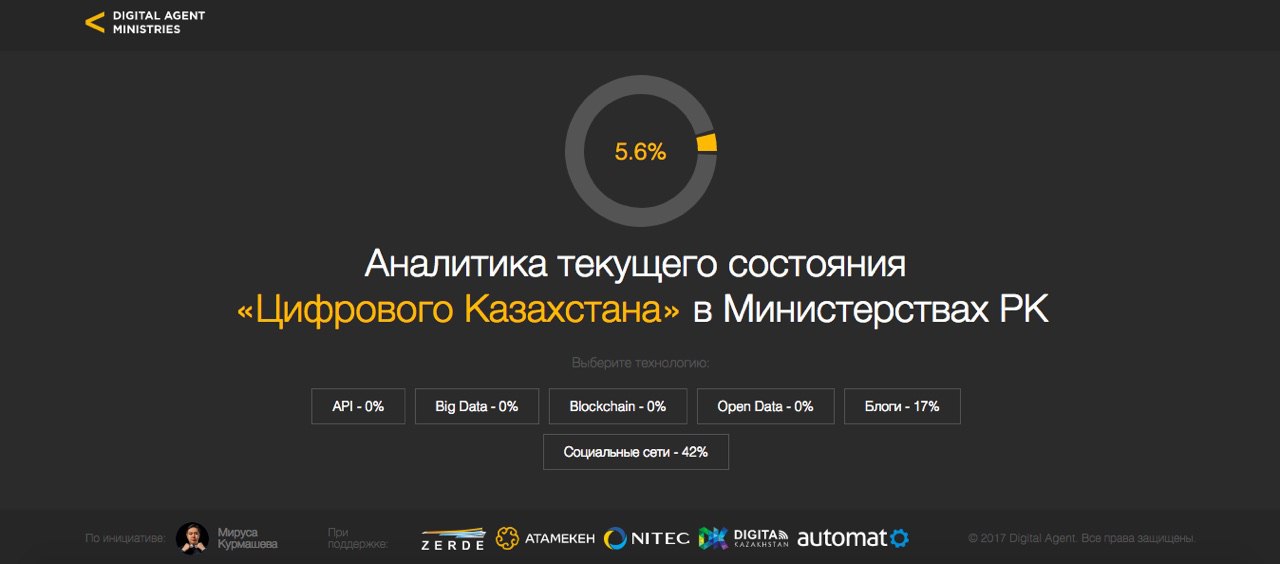 DIGITAL AGENT
MINISTRIES
5.6%
Аналитика текущего состояния
«Цифрового Казахстана» в Министерствах РК
Выберите технологию:
API - 0%
Big Data - 0%
Blockchain - 0%
Open Data - 0%
Блоги - 17%
Социальные сети - 42%
По инициативе:
Мируса
Курмашева
При
поддержке:
ZERDE
АТАМЕКЕН
NITEC
DIGITAL
KAZAKHSTAN
automato
© 2017 Digital Agent. Все права защищены.